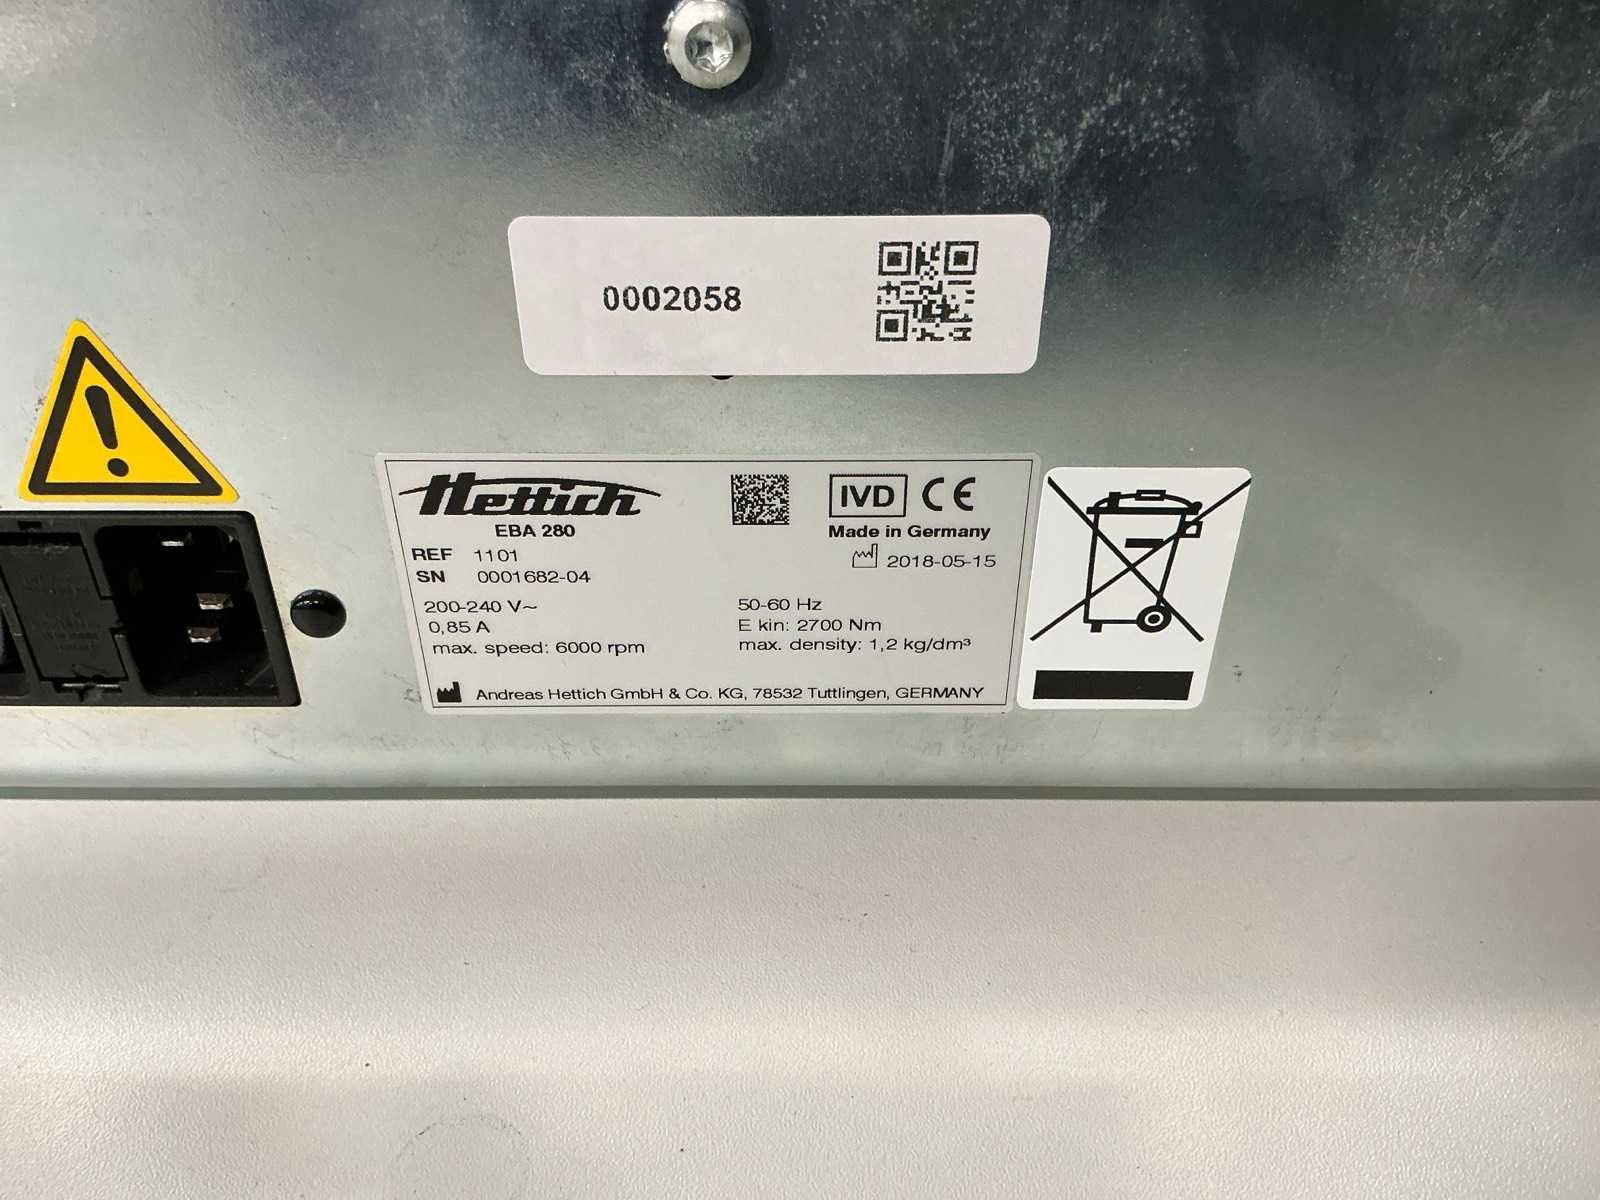 0002058
Hettich
EBA 280
IVD CE
Made in Germany
REF 1101
2018-05-15
SN 0001682-04
200-240 V~
50-60 Hz
0,85 A
E kin: 2700 Nm
max. speed: 6000 rpm
max. density: 1,2 kg/dm³
Andreas Hettich GmbH & Co. KG, 78532 Tuttlingen, GERMANY